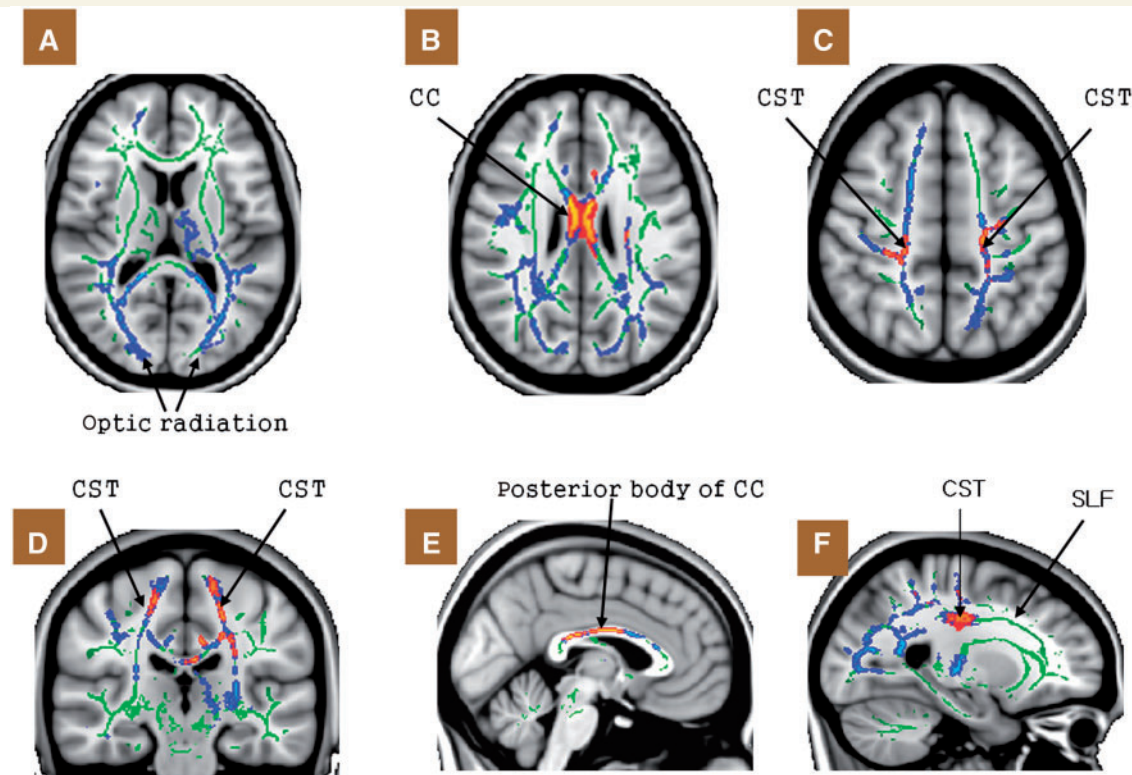 A
B
C
CC
CST
CST
Optic radiation
CST
CST
Posterior body of CC
CST
SLF
D
E
F